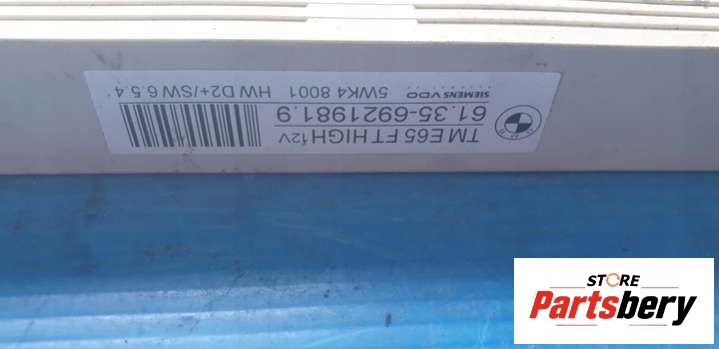 TM E65 FT HIGH 12V
61.35-6921981.9
SIEMENS VDO
5WK4 8001 HW D2+/SW 6.5.4
STORE
Partsbery